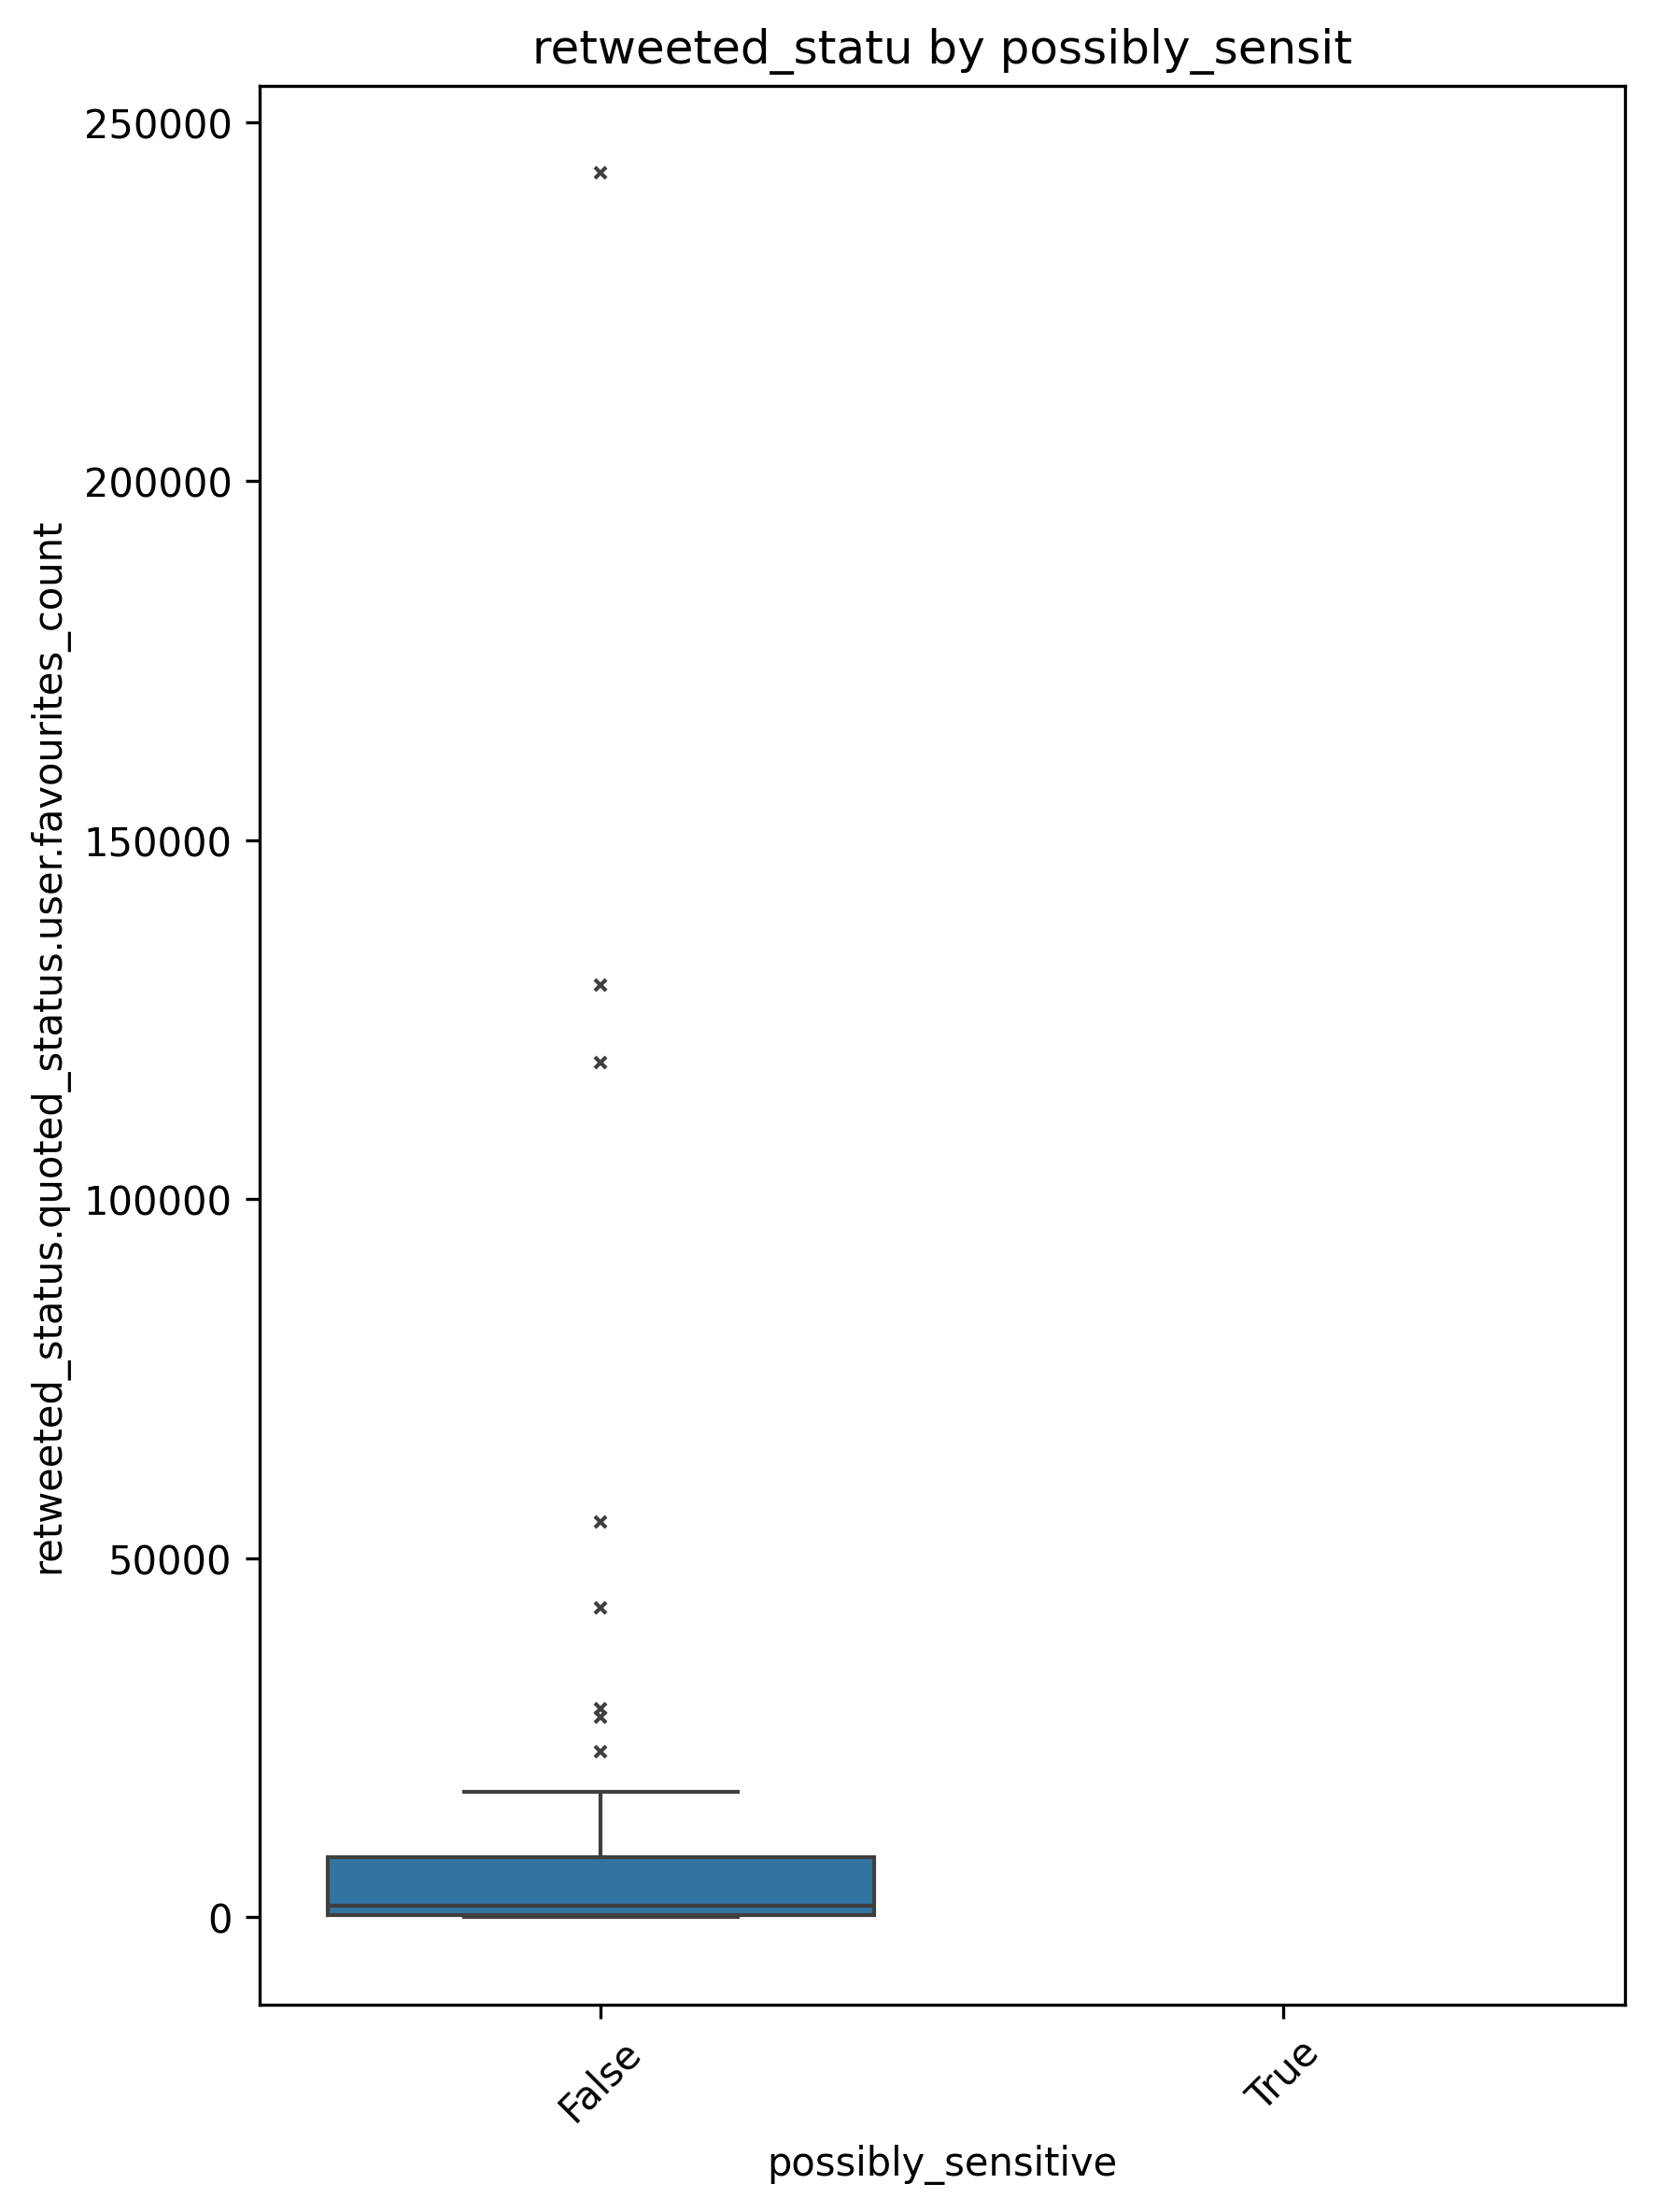 retweeted_statu by possibly_sensit
retweeted_status.quoted_status.user.favourites_count
250000
200000
150000
100000
50000
0
False
True
possibly_sensitive